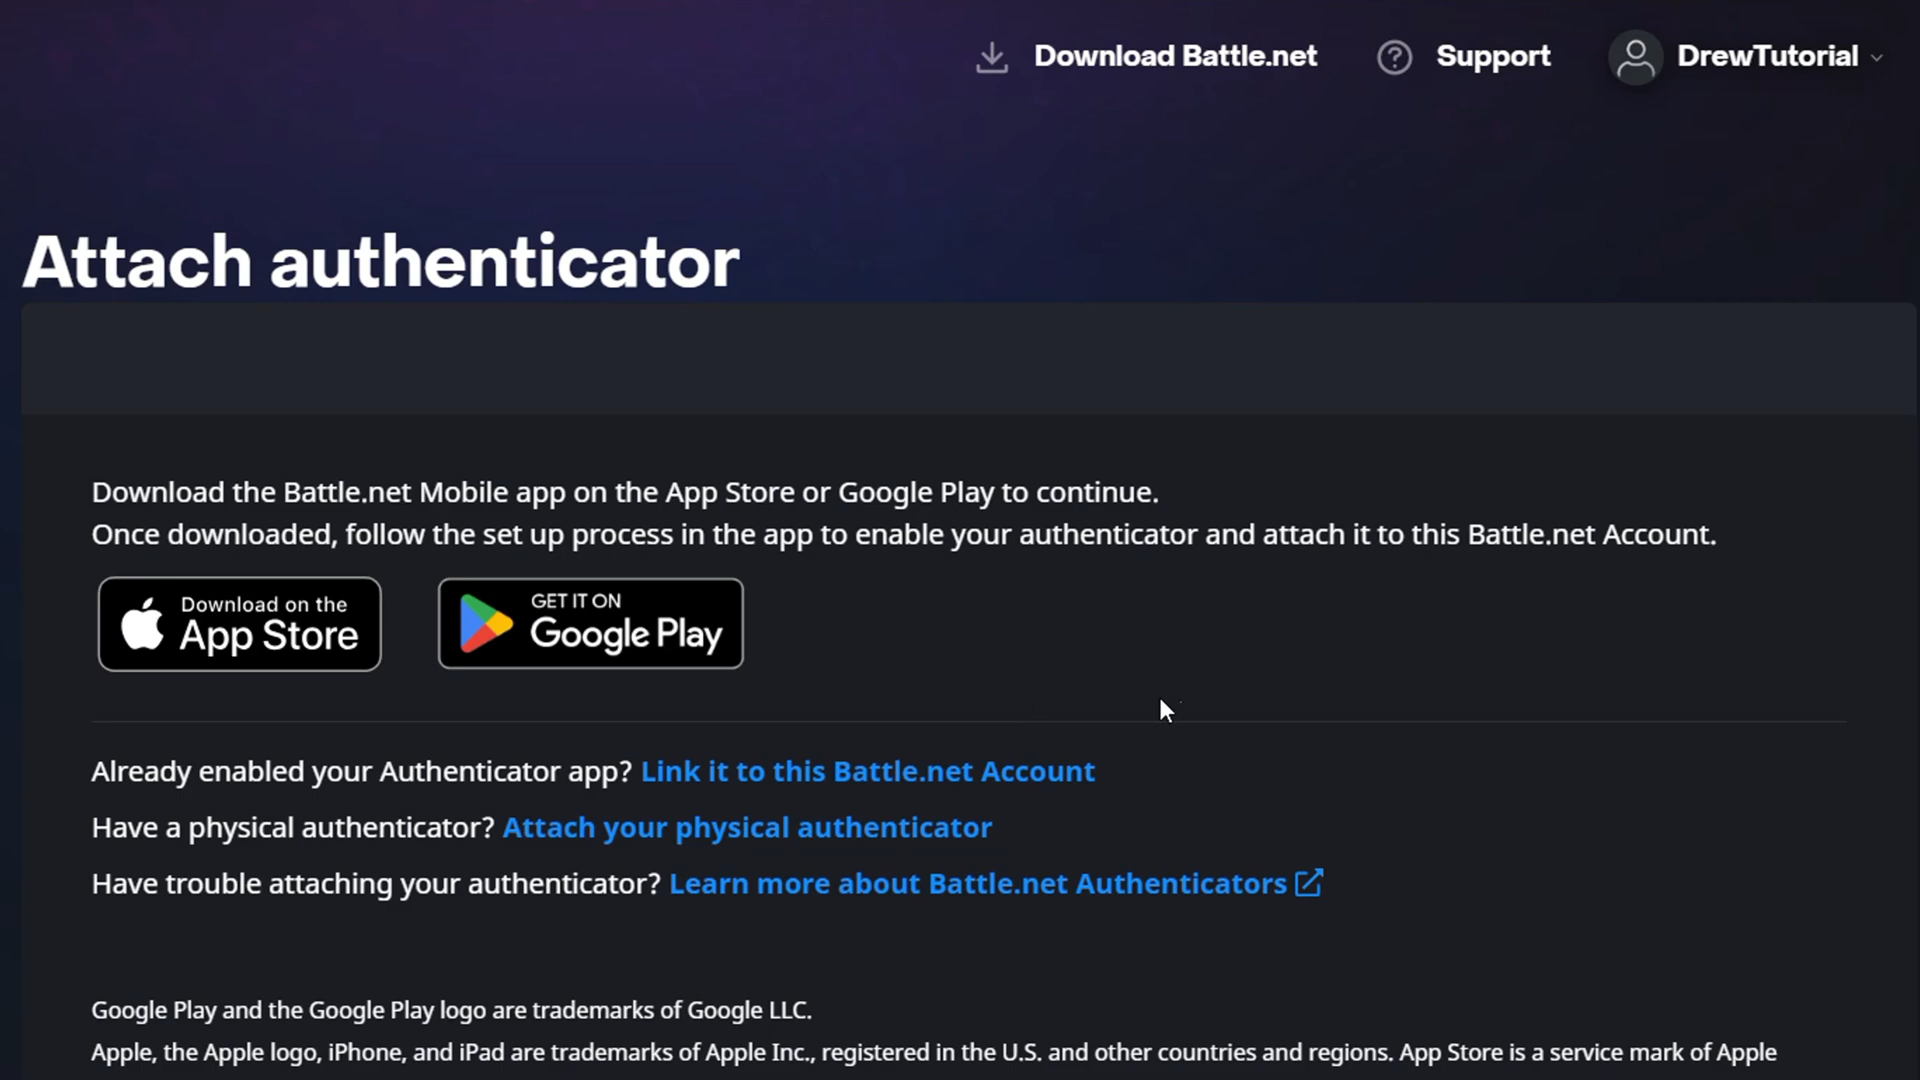 Download Battle.net
Support
DrewTutorial
Attach authenticator
Download the Battle.net Mobile app on the App Store or Google Play to continue.
Once downloaded, follow the set up process in the app to enable your authenticator and attach it to this Battle.net Account.
Download on the
App Store
GET IT ON
Google Play
Already enabled your Authenticator app? Link it to this Battle.net Account
Have a physical authenticator? Attach your physical authenticator
Have trouble attaching your authenticator? Learn more about Battle.net Authenticators
Google Play and the Google Play logo are trademarks of Google LLC.
Apple, the Apple logo, iPhone, and iPad are trademarks of Apple Inc., registered in the U.S. and other countries and regions. App Store is a service mark of Apple